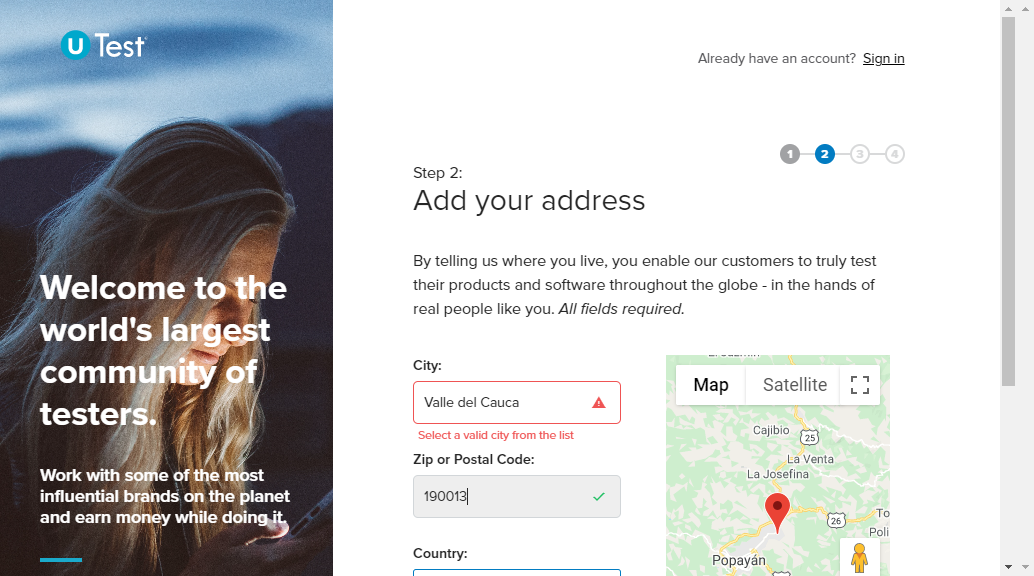 U Test
Already have an account? Sign in
1 2 3 4
Step 2:
Add your address
Welcome to the
world's largest
community of
testers.
Work with some of the most
influential brands on the planet
and earn money while doing it.
By telling us where you live, you enable our customers to truly test
their products and software throughout the globe - in the hands of
real people like you. All fields required.
City:
Valle del Cauca
Select a valid city from the list
Zip or Postal Code:
190013
Country:
Map Satellite
Cajibio
25
La Venta
La Josefina
26
To
Poli
Popayán